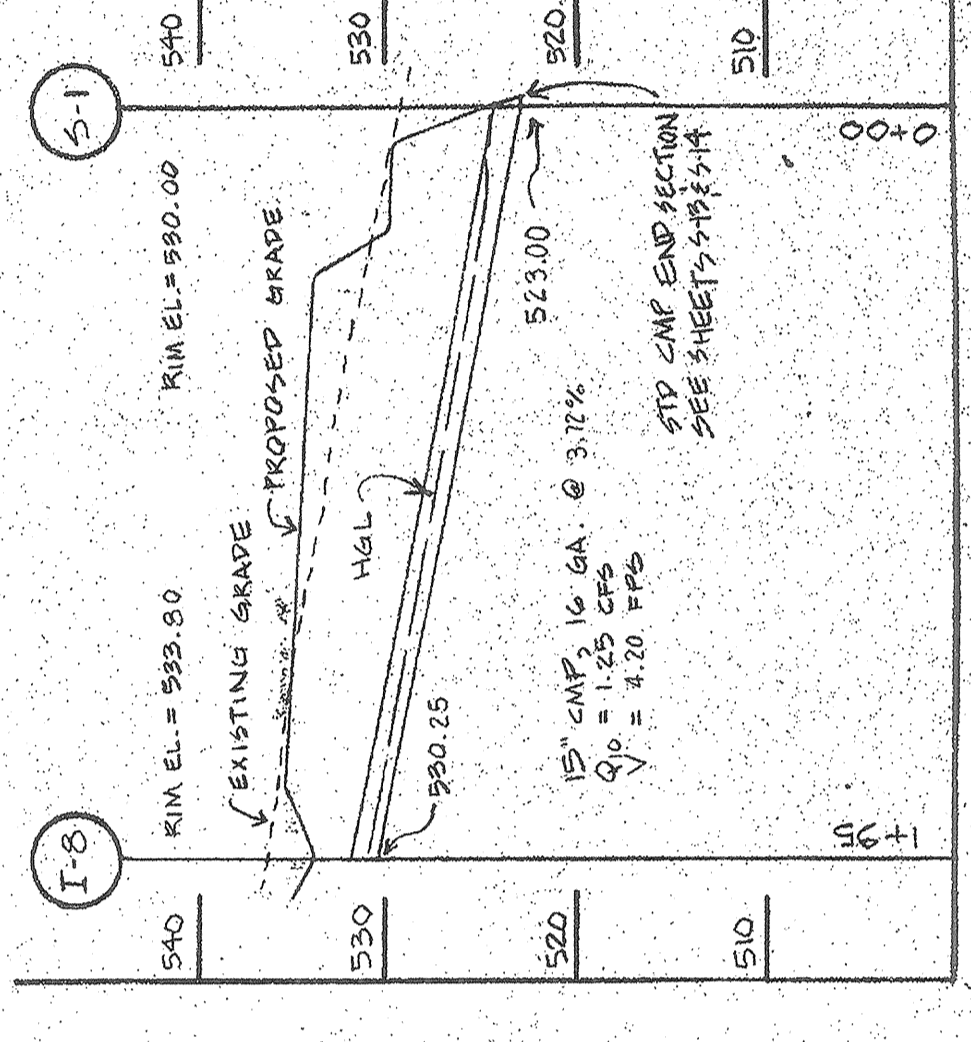 I-8
S-1
540
RIM EL. = 533.80
RIM EL. = 530.00
540
EXISTING GRADE
PROPOSED GRADE
530
HGL
530
530.25
523.00
520
15" CMP, 16 GA. @ 3.72%
Q10 = 1.25 CFS
V = 4.20 FPS
520
STD CMP END SECTION
SEE SHEETS S-13 & S-14
510
510
1+95
0+00